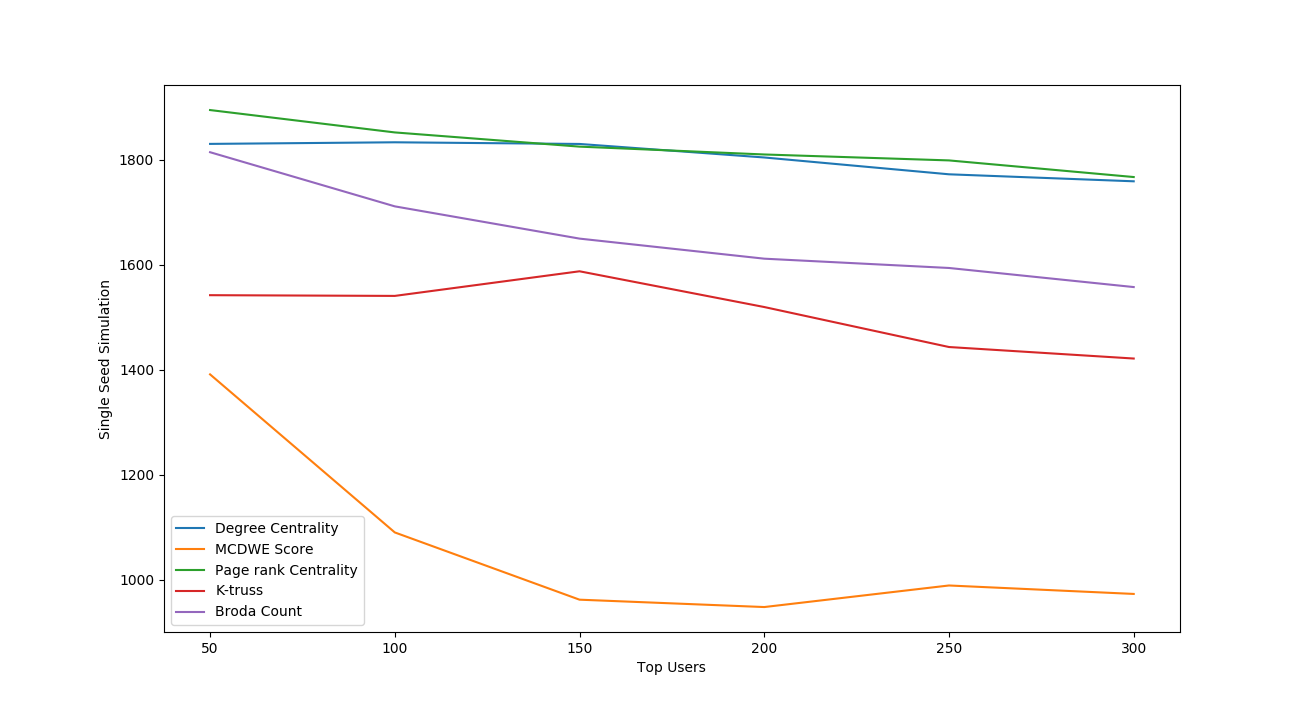 1800
1600
1400
1200
1000
Single Seed Simulation
Degree Centrality
MCDWE Score
Page rank Centrality
K-truss
Broda Count
50 100 150 200 250 300
Top Users